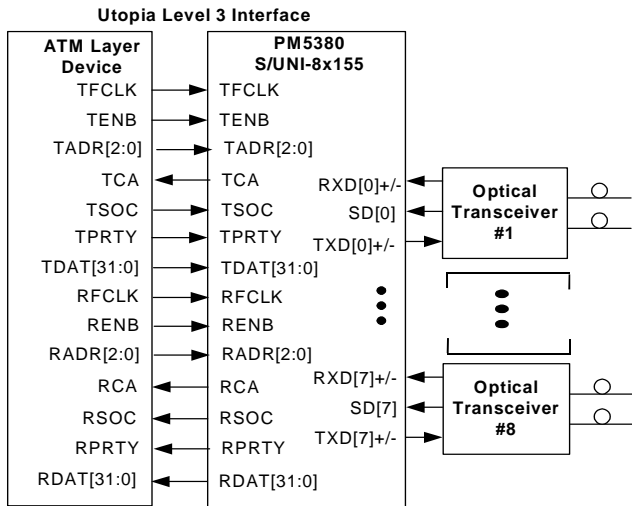 Utopia Level 3 Interface
ATM Layer
Device
TFCLK
TENB
TADR[2:0]
TCA
TSOC
TPRTY
TDAT[31:0]
RFCLK
RENB
RADR[2:0]
RCA
RSOC
RPRTY
RDAT[31:0]
PM5380
S/UNI-8x155
TFCLK
TENB
TADR[2:0]
TCA
TSOC
TPRTY
TDAT[31:0]
RFCLK
RENB
RADR[2:0]
RCA
RSOC
RPRTY
RDAT[31:0]
RXD[0]+/-
SD[0]
TXD[0]+/-
Optical
Transceiver
#1
RXD[7]+/-
SD[7]
TXD[7]+/-
Optical
Transceiver
#8